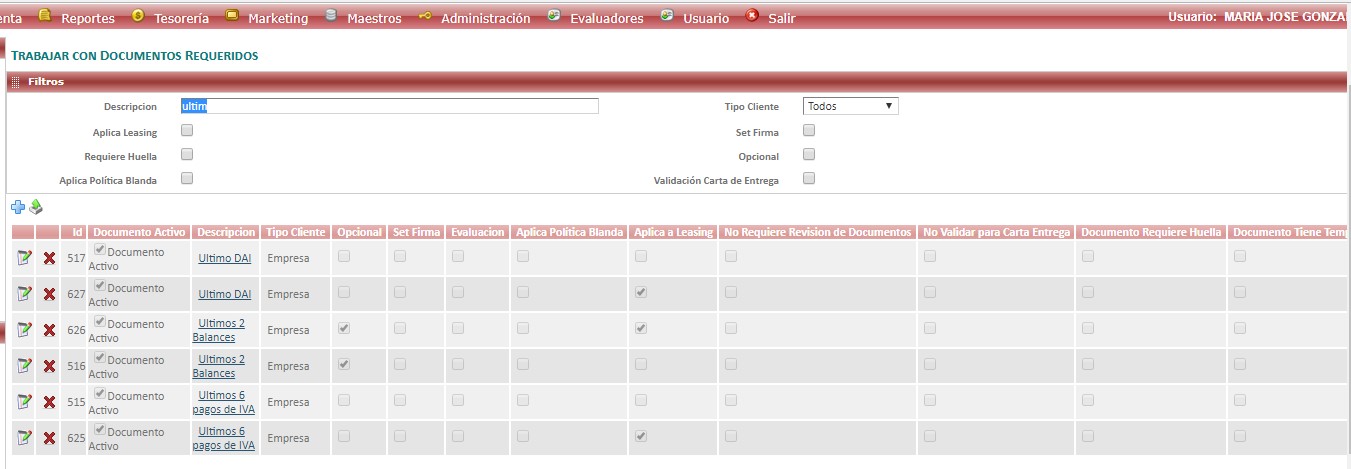 enta Reportes Tesorería Marketing Maestros Administración Evaluadores Usuario Salir Usuario: MARIA JOSE GONZA
TRABAJAR CON DOCUMENTOS REQUERIDOS
Filtros
Descripcion ultim Tipo Cliente Todos
Aplica Leasing Set Firma
Requiere Huella Opcional
Aplica Política Blanda Validación Carta de Entrega
Id Documento Activo Descripcion Tipo Cliente Opcional Set Firma Evaluacion Aplica Política Blanda Aplica a Leasing No Requiere Revision de Documentos No Validar para Carta Entrega Documento Requiere Huella Documento Tiene Temp
517 Documento Activo Ultimo DAI Empresa
627 Documento Activo Ultimo DAI Empresa
626 Documento Activo Ultimos 2 Balances Empresa
516 Documento Activo Ultimos 2 Balances Empresa
515 Documento Activo Ultimos 6 pagos de IVA Empresa
625 Documento Activo Ultimos 6 pagos de IVA Empresa